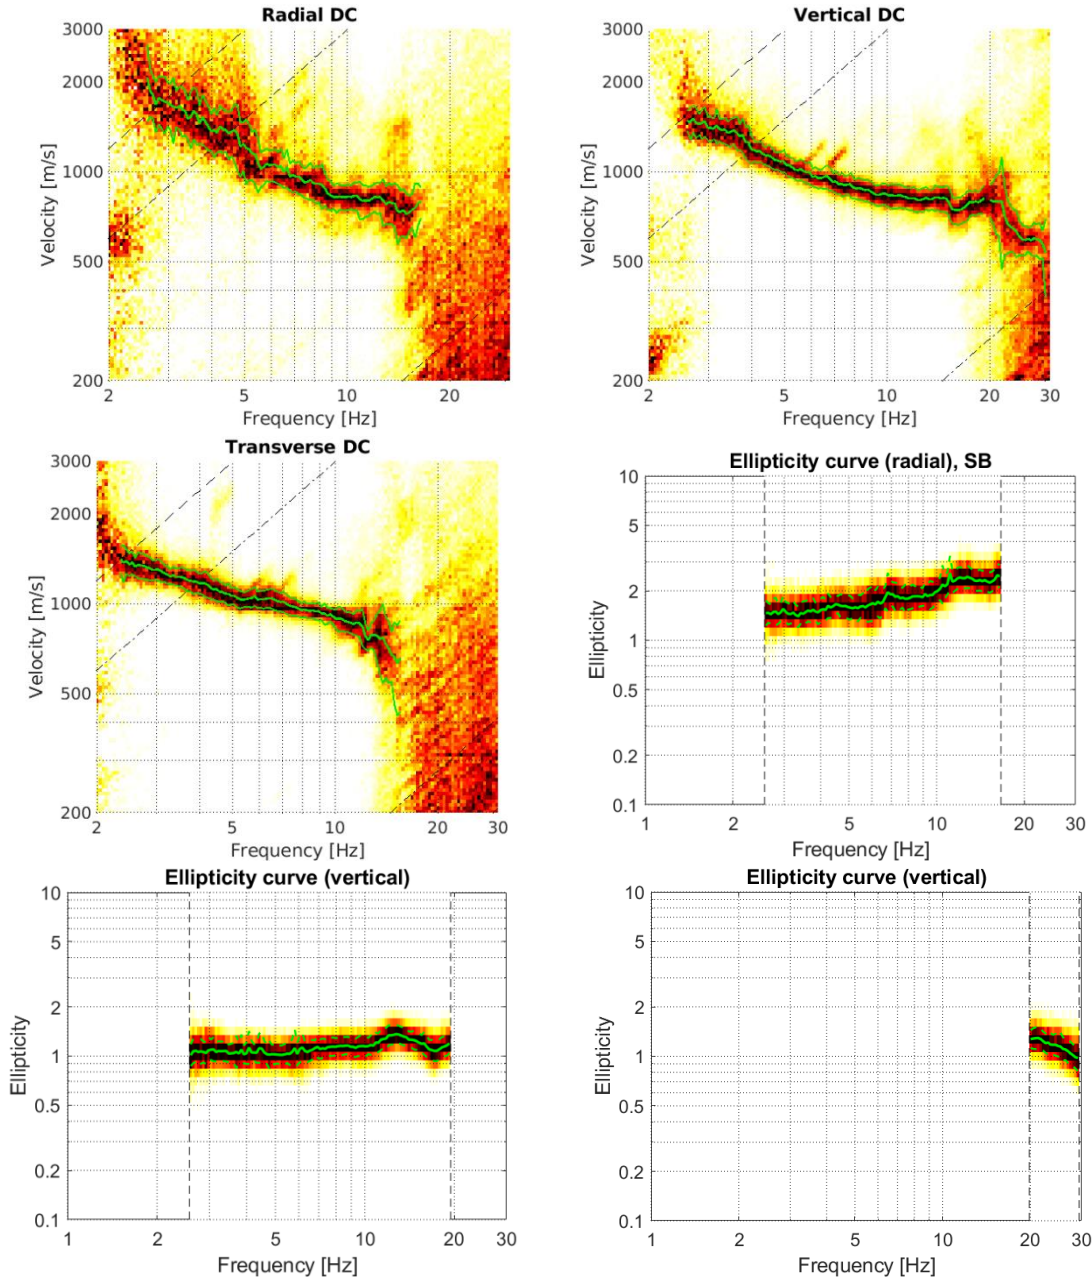 Radial DC
3000
2000
1000
500
200
Velocity [m/s]
2 5 10 20
Frequency [Hz]
Vertical DC
3000
2000
1000
500
200
Velocity [m/s]
2 5 10 20 30
Frequency [Hz]
Transverse DC
3000
2000
1000
500
200
Velocity [m/s]
2 5 10 20 30
Frequency [Hz]
Ellipticity curve (radial), SB
10
5
2
1
0.5
0.2
0.1
Ellipticity
1 2 5 10 20 30
Frequency [Hz]
Ellipticity curve (vertical)
10
5
2
1
0.5
0.2
0.1
Ellipticity
1 2 5 10 20 30
Frequency [Hz]
Ellipticity curve (vertical)
10
5
2
1
0.5
0.2
0.1
Ellipticity
1 2 5 10 20 30
Frequency [Hz]